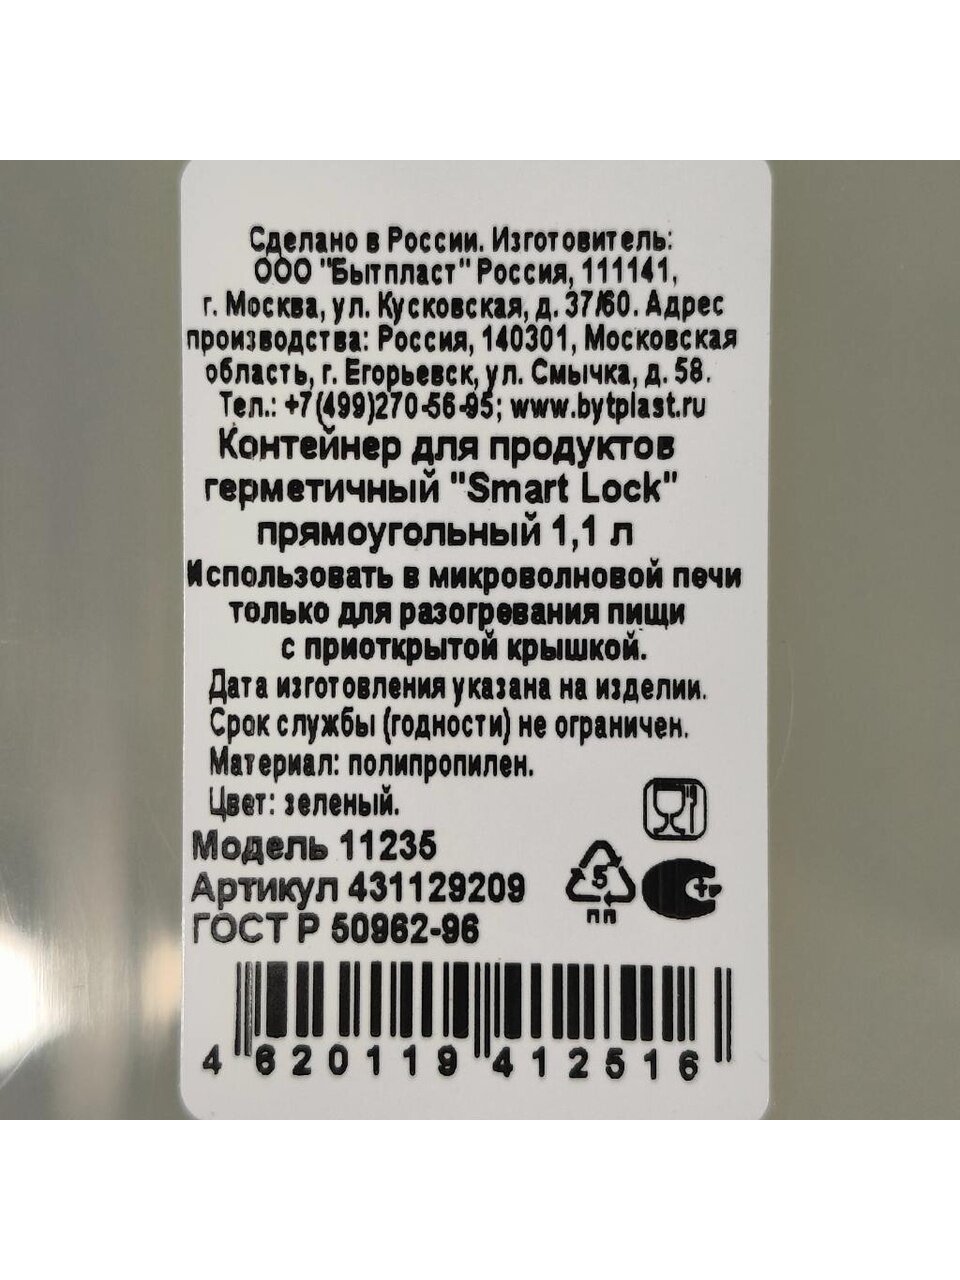 Сделано в России. Изготовитель:
ООО "Бытпласт" Россия, 111141,
г. Москва, ул. Кусковская, д. 37/60. Адрес
производства: Россия, 140301, Московская
область, г. Егорьевск, ул. Смычка, д. 58.
Тел.: +7(499)270-56-95; www.bytplast.ru
Контейнер для продуктов
герметичный "Smart Lock"
прямоугольный 1,1 л
Использовать в микроволновой печи
только для разогревания пищи
с приоткрытой крышкой.
Дата изготовления указана на изделии.
Срок службы (годности) не ограничен.
Материал: полипропилен.
Цвет: зеленый.
Модель 11235
Артикул 431129209
ГОСТ Р 50962-96
5
ПП
4 620119 412516